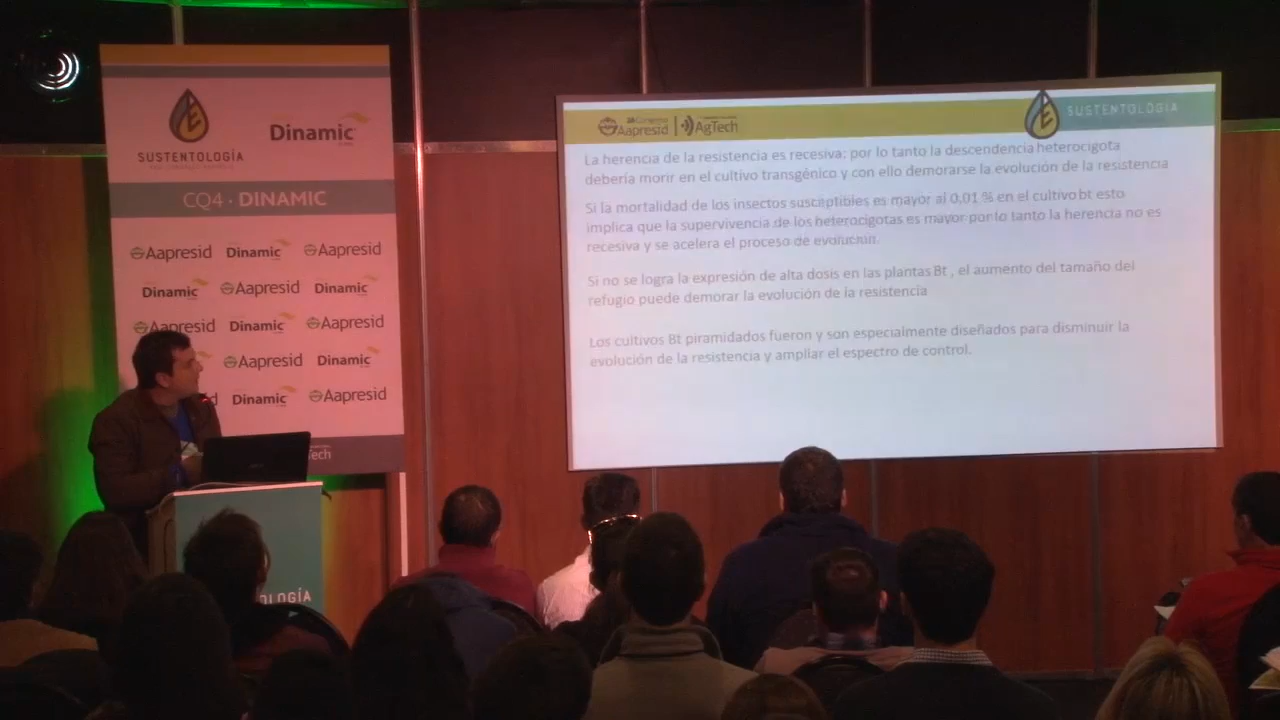 SUSTENTOLOGÍA
Dinamic
CQ4 · DINAMIC
Aapresid Dinamic Aapresid
Dinamic Aapresid Dinamic
Aapresid Dinamic Aapresid
Aapresid Dinamic
d Dinamic Aapresid
Tech
OLOGÍA
Congreso
Aapresid AgTech
SUSTENTOLOGÍA
La herencia de la resistencia es recesiva: por lo tanto la descendencia heterocigota
debería morir en el cultivo transgénico y con ello demorarse la evolución de la resistencia
Si la mortalidad de los insectos susceptibles es mayor al 0,01 % en el cultivo bt esto
implica que la supervivencia de los heterocigotas es mayor por lo tanto la herencia no es
recesiva y se acelera el proceso de evolución.
Si no se logra la expresión de alta dosis en las plantas Bt , el aumento del tamaño del
refugio puede demorar la evolución de la resistencia
Los cultivos Bt piramidados fueron y son especialmente diseñados para disminuir la
evolución de la resistencia y ampliar el espectro de control.